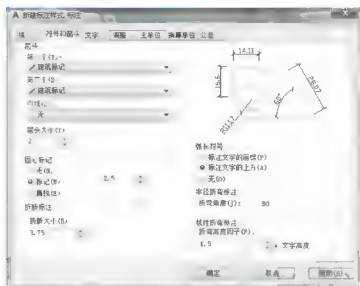 新建标注样式: 标注
线 符号和箭头 文字 调整 主单位 换算单位 公差
箭头
第一个(T):
建筑标记
第二个(D):
建筑标记
引线(L):
无
箭头大小(I):
2
圆心标记
无(N)
标记(M) 2.5
直线(E)
折断标注
折断大小(B):
3.75
14.11
16.6
60°
R11.17
弧长符号
标注文字的前缀(P)
标注文字的上方(A)
无(O)
半径折弯标注
折弯角度(J): 90
线性折弯标注
折弯高度因子(F):
1.5 * 文字高度
确定 取消 帮助(H)